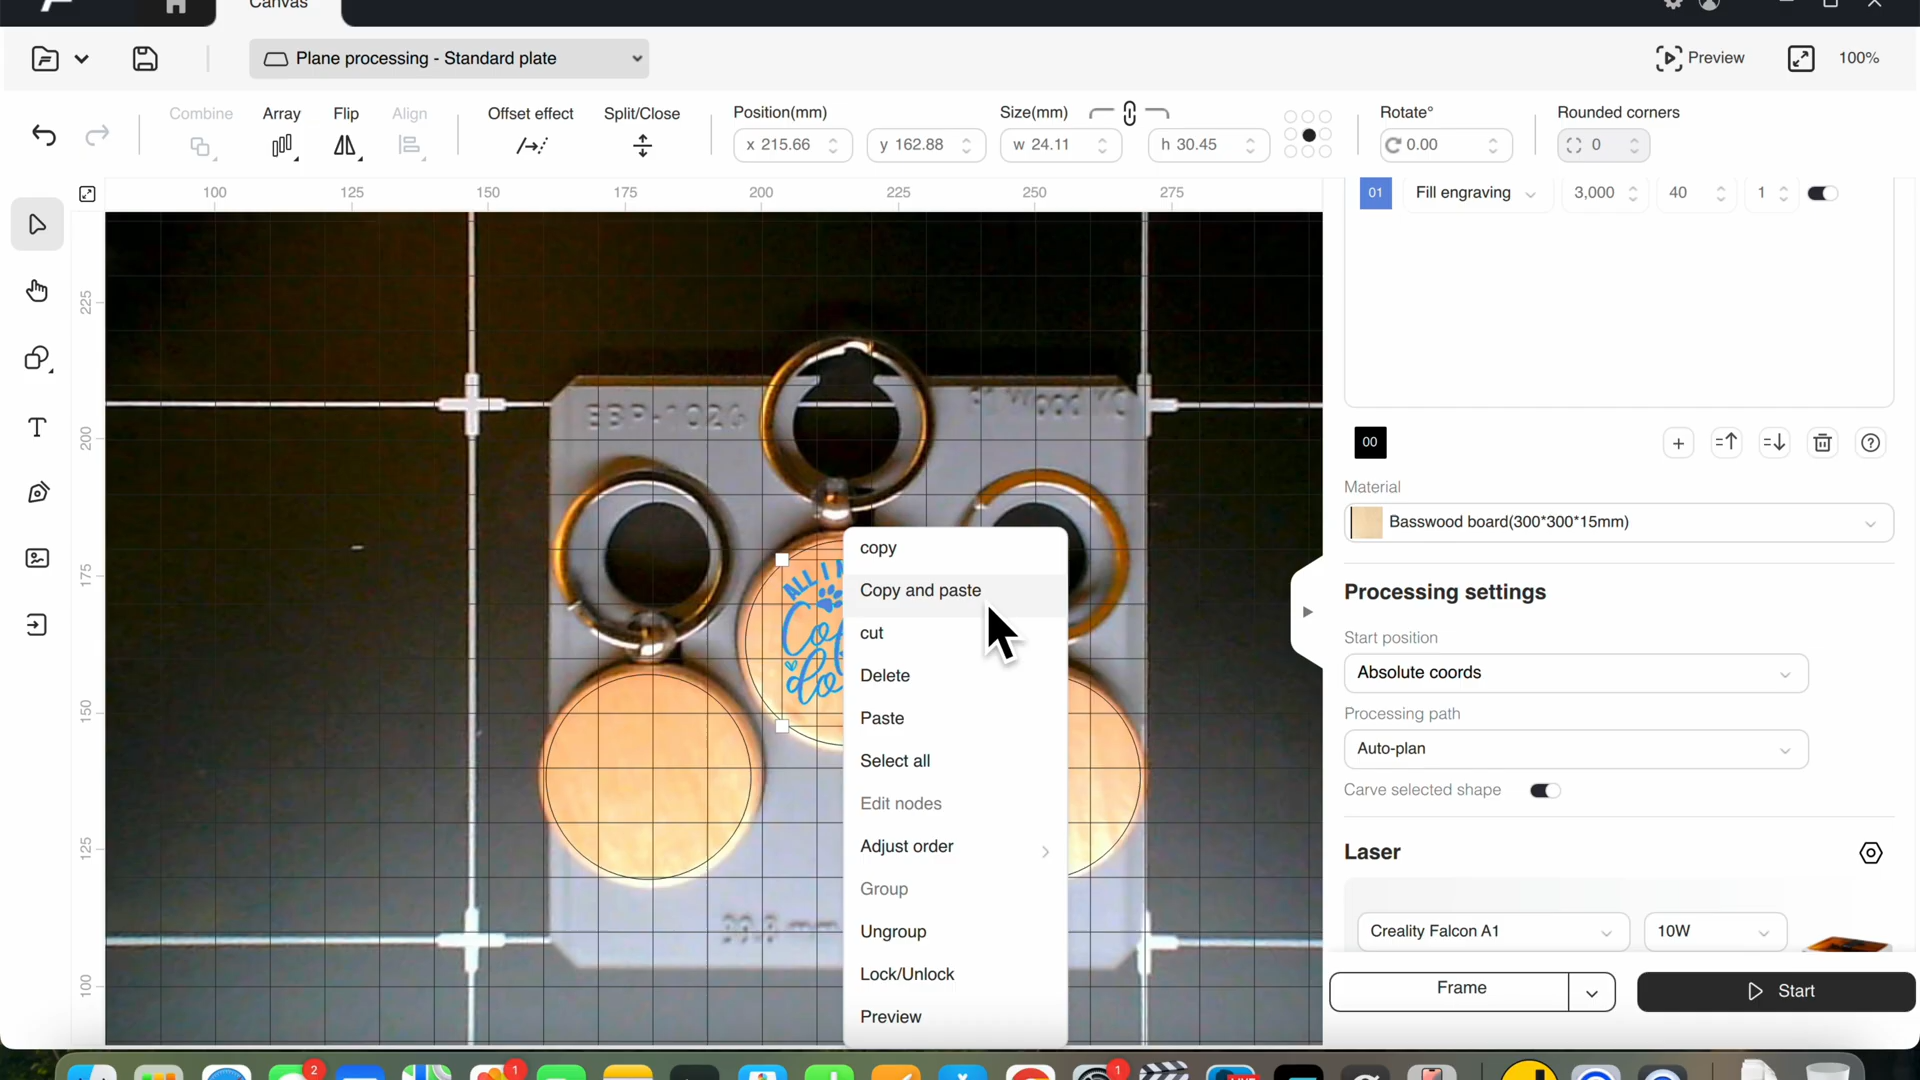 Canvas
Plane processing - Standard plate
Preview
100%
Combine
Array
Flip
Align
Offset effect
Split/Close
Position(mm)
x 215.66
y 162.88
Size(mm)
w 24.11
h 30.45
Rotate°
0.00
Rounded corners
0
100 125 150 175 200 225 250 275
01 Fill engraving 3,000 40 1
225
200
175
150
125
100
EBP-1026
ALL I
copy
Copy and paste
cut
Delete
Paste
Select all
Edit nodes
Adjust order
Group
Ungroup
Lock/Unlock
Preview
00
Material
Basswood board(300*300*15mm)
Processing settings
Start position
Absolute coords
Processing path
Auto-plan
Carve selected shape
Laser
Creality Falcon A1
10W
Frame
Start
2
1
1